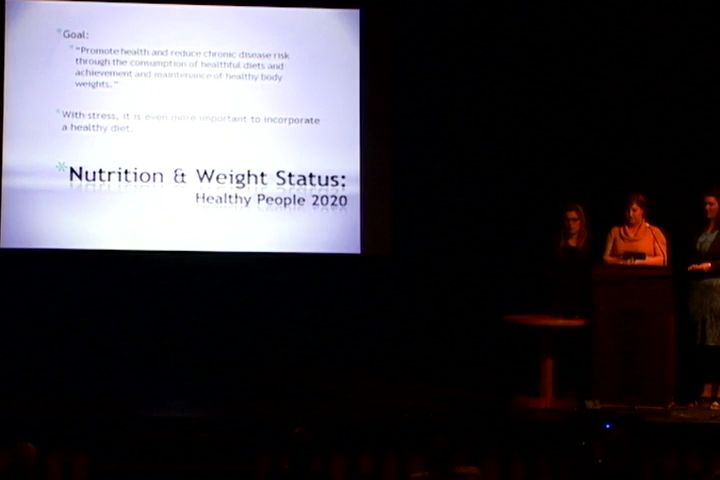 *Goal:
*"Promote health and reduce chronic disease risk
through the consumption of healthful diets and
achievement and maintenance of healthy body
weights."
*With stress, it is even more important to incorporate
a healthy diet.
*Nutrition & Weight Status:
Healthy People 2020